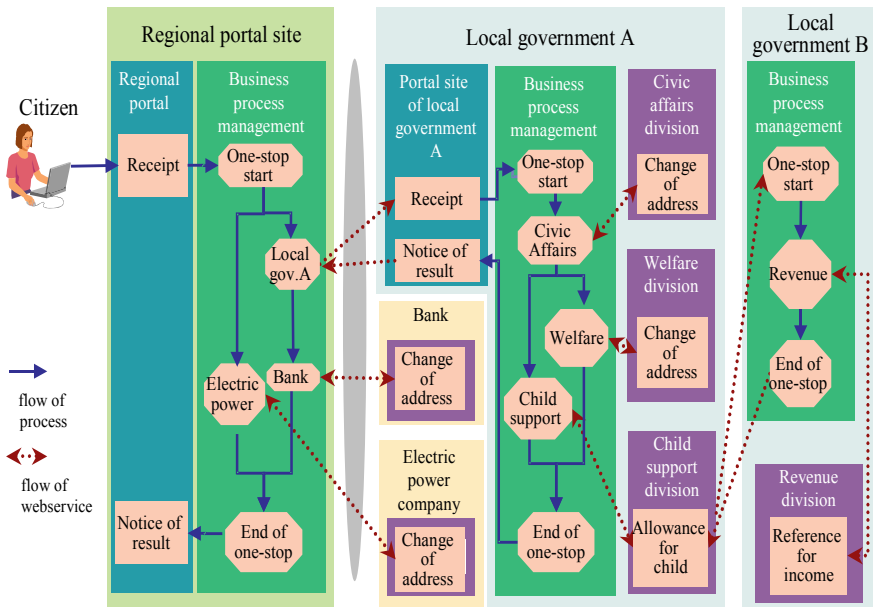 Regional portal site
Local government A
Local
government B
Citizen
Regional
portal
Business
process
management
Receipt
One-stop
start
Local
gov.A
Electric
power
Bank
Notice of
result
End of
one-stop
flow of
process
flow of
webservice
Portal site
of local
government
A
Receipt
Notice of
result
Bank
Change
of
address
Electric
power
company
Change
of
address
Business
process
management
One-stop
start
Civic
Affairs
Welfare
Child
support
End of
one-stop
Civic
affairs
division
Change
of
address
Welfare
division
Change
of
address
Child
support
division
Allowance
for
child
Business
process
management
One-stop
start
Revenue
End of
one-stop
Revenue
division
Reference
for
income